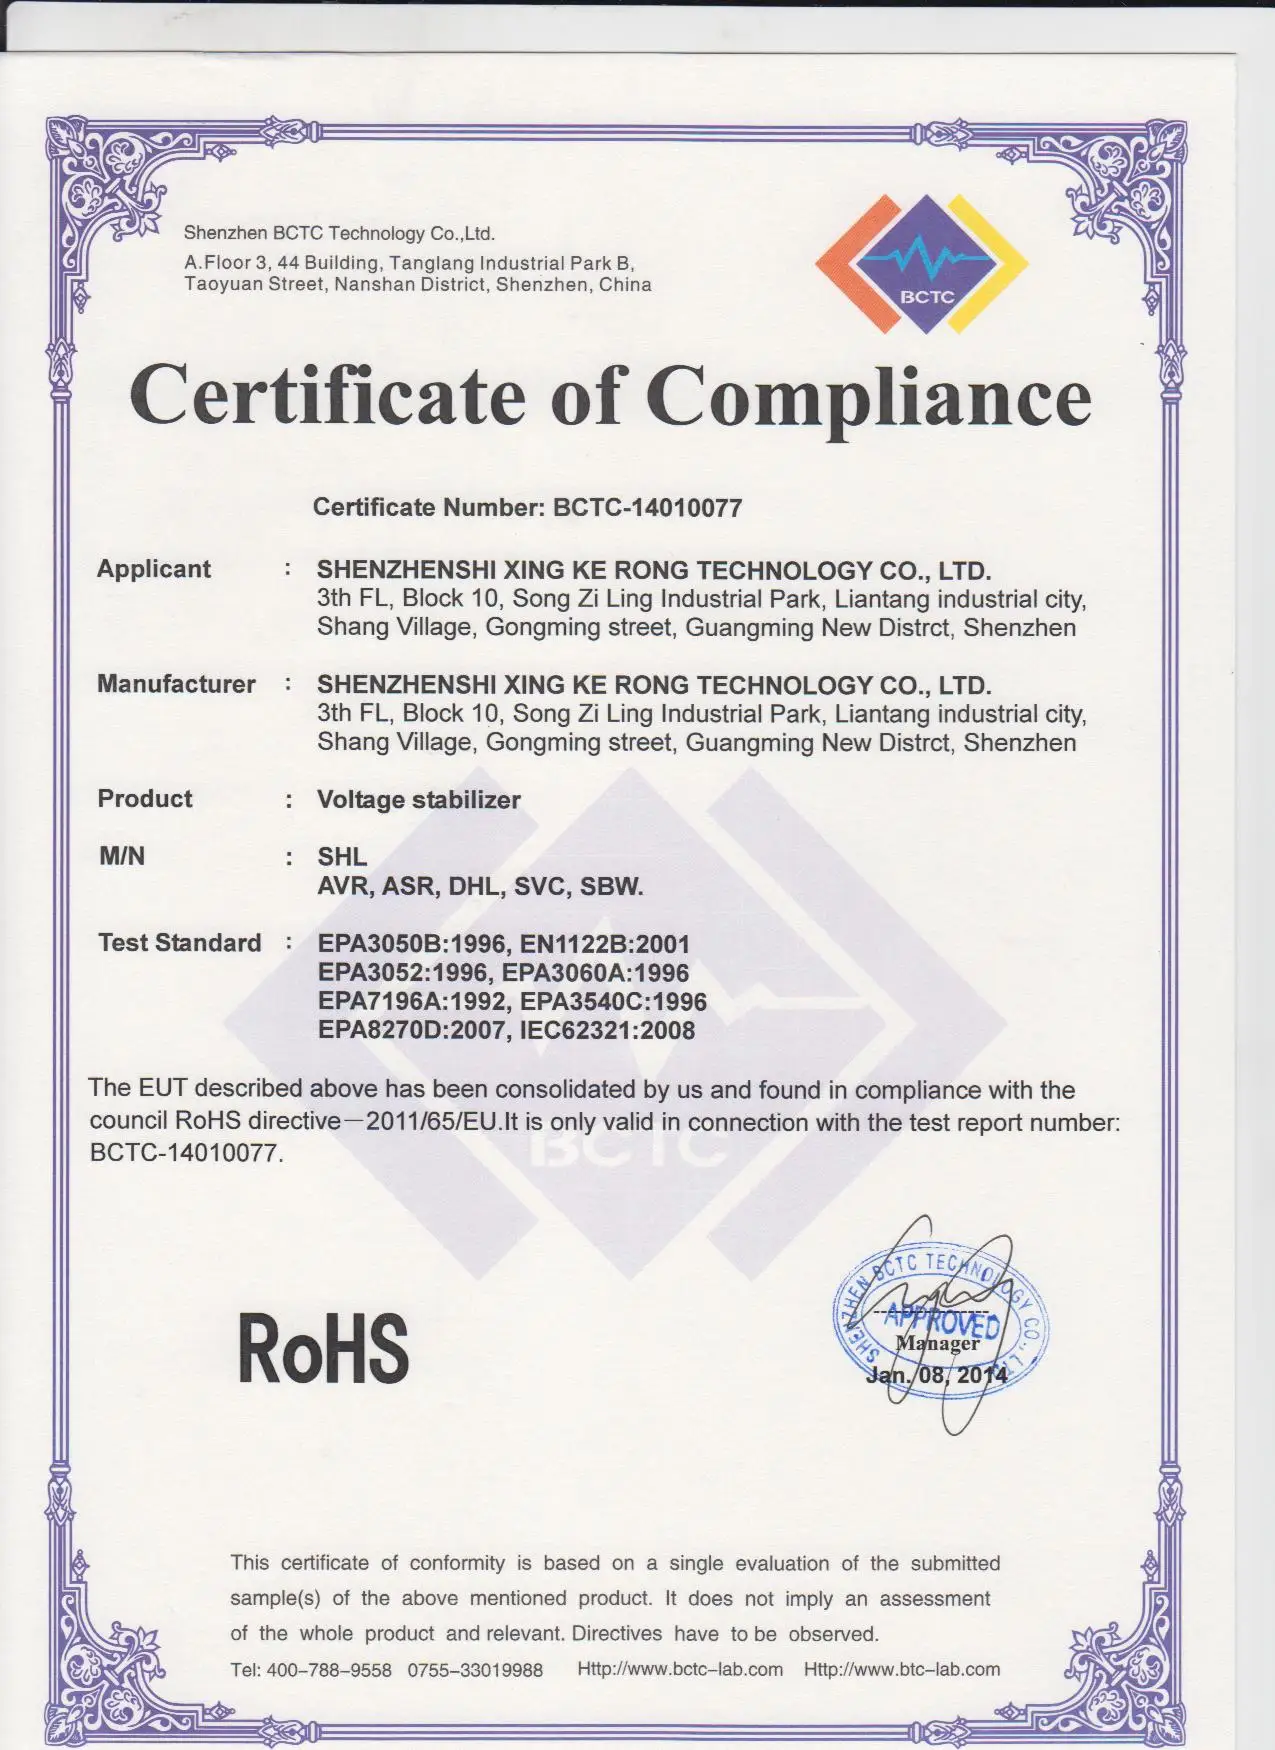 Shenzhen BCTC Technology Co.,Ltd.
A.Floor 3, 44 Building, Tanglang Industrial Park B,
Taoyuan Street, Nanshan District, Shenzhen, China
BCTC
Certificate of Compliance
Certificate Number: BCTC-14010077
Applicant : SHENZHENSHI XING KE RONG TECHNOLOGY CO., LTD.
3th FL, Block 10, Song Zi Ling Industrial Park, Liantang industrial city,
Shang Village, Gongming street, Guangming New Distrct, Shenzhen
Manufacturer : SHENZHENSHI XING KE RONG TECHNOLOGY CO., LTD.
3th FL, Block 10, Song Zi Ling Industrial Park, Liantang industrial city,
Shang Village, Gongming street, Guangming New Distrct, Shenzhen
Product : Voltage stabilizer
M/N : SHL
AVR, ASR, DHL, SVC, SBW.
Test Standard : EPA3050B:1996, EN1122B:2001
EPA3052:1996, EPA3060A:1996
EPA7196A:1992, EPA3540C:1996
EPA8270D:2007, IEC62321:2008
The EUT described above has been consolidated by us and found in compliance with the
council RoHS directive—2011/65/EU.It is only valid in connection with the test report number:
BCTC-14010077.
BCTC
SHENZHEN BCTC TECHNOLOGY CO., LTD
APPROVED
Manager
Jan. 08, 2014
RoHS
This certificate of conformity is based on a single evaluation of the submitted
sample(s) of the above mentioned product. It does not imply an assessment
of the whole product and relevant. Directives have to be observed.
Tel: 400-788-9558 0755-33019988 Http://www.bctc-lab.com Http://www.btc-lab.com